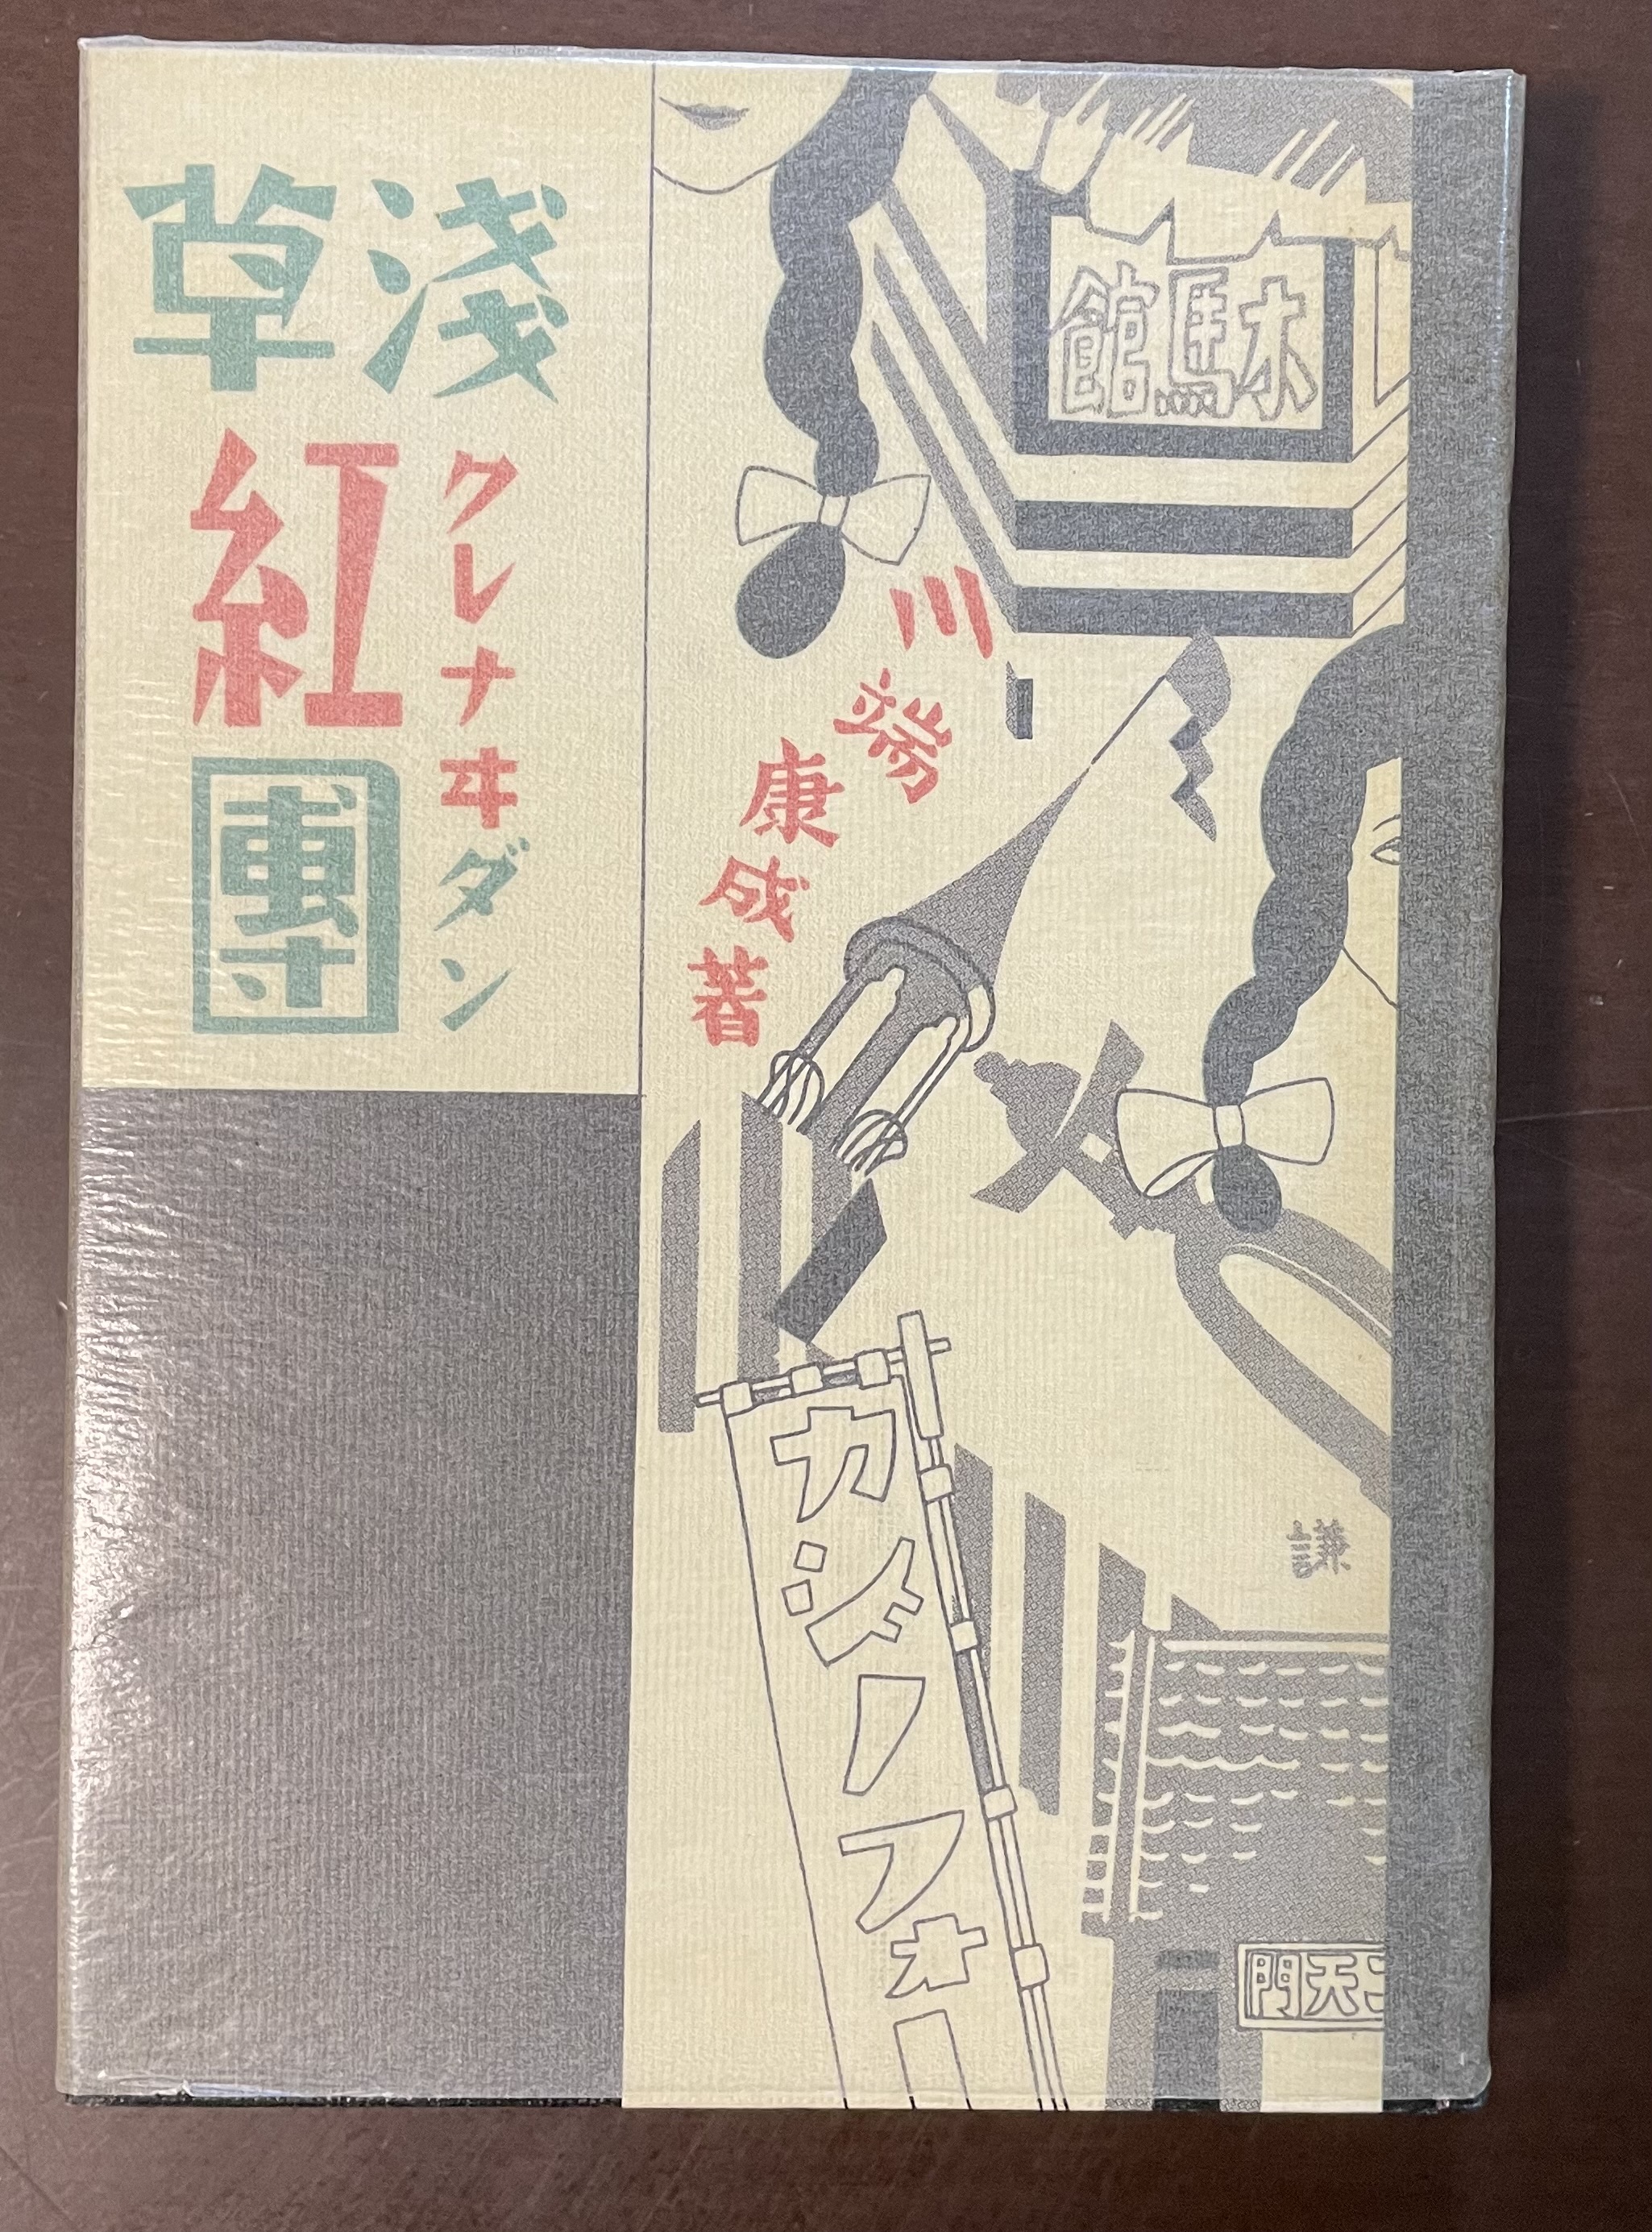 淺草
紅團
クレナヰダン
川端康成著
木馬館
カジノフォー
謙
天門